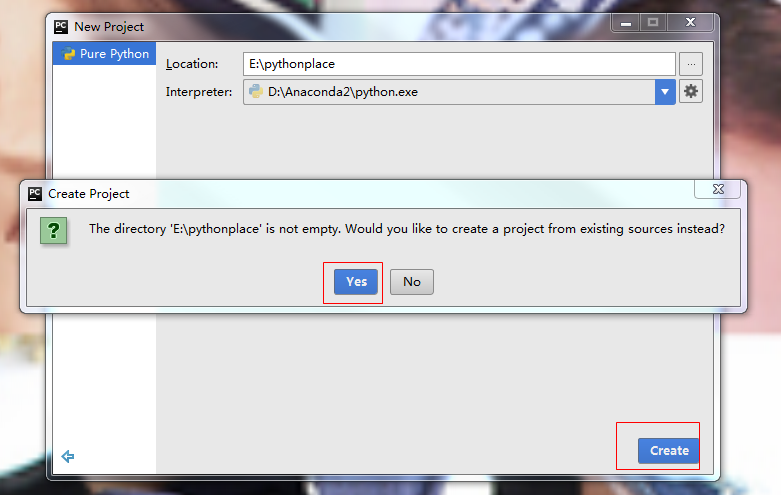 PC New Project
Pure Python
Location: E:\pythonplace ...
Interpreter: D:\Anaconda2\python.exe
PC Create Project
? The directory 'E:\pythonplace' is not empty. Would you like to create a project from existing sources instead?
Yes No
Create